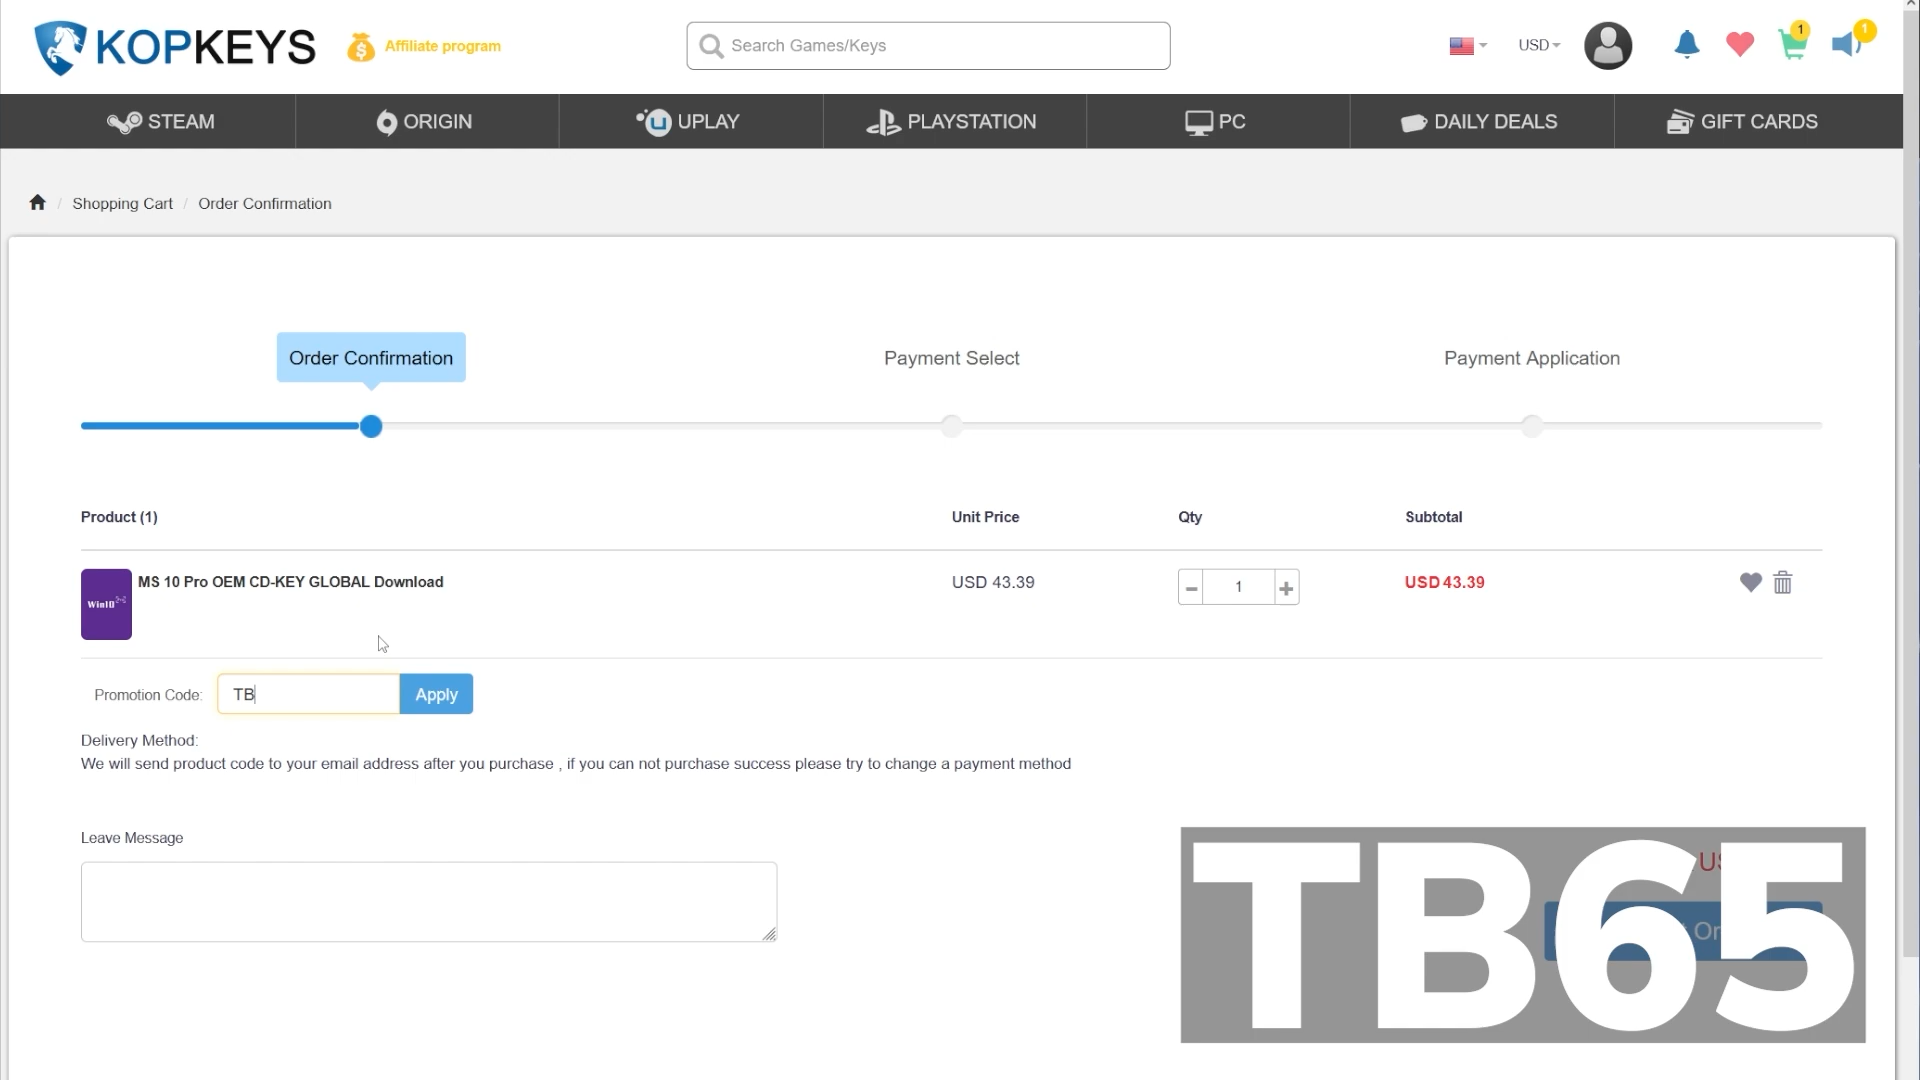 KOPKEYS
Affiliate program
Search Games/Keys
USD
1
1
STEAM
ORIGIN
UPLAY
PLAYSTATION
PC
DAILY DEALS
GIFT CARDS
/ Shopping Cart / Order Confirmation
Order Confirmation
Payment Select
Payment Application
Product (1)
Unit Price
Qty
Subtotal
Win10
MS 10 Pro OEM CD-KEY GLOBAL Download
USD 43.39
1
USD 43.39
Promotion Code:
TB
Apply
Delivery Method:
We will send product code to your email address after you purchase , if you can not purchase success please try to change a payment method
Leave Message
TB65